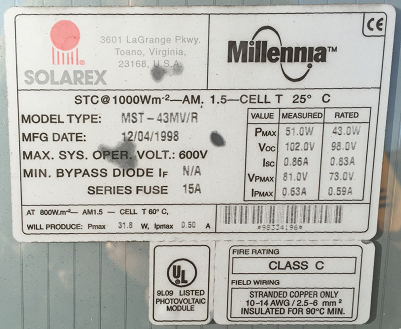 SOLAREX
3601 LaGrange Pkwy.
Toano, Virginia
23168, U.S.A
Millennia™
CE
STC@1000Wm⁻²—AM, 1.5—CELL T 25° C
MODEL TYPE: MST-43MV/R
MFG DATE: 12/04/1998
MAX. SYS. OPER. VOLT.: 600V
MIN. BYPASS DIODE IF N/A
SERIES FUSE 15A
VALUE MEASURED RATED
PMAX 51.0W 43.0W
VOC 102.0V 98.0V
ISC 0.86A 0.83A
VPMAX 81.0V 73.0V
IPMAX 0.63A 0.59A
AT 800W.m⁻² AM1.5 — CELL T 60°C,
WILL PRODUCE: Pmax 31.8 W, Ipmax 0.50 A
*98334196*
UL
9L09 LISTED
PHOTOVOLTAIC
MODULE
FIRE RATING
CLASS C
FIELD WIRING
STRANDED COPPER ONLY
10-14 AWG / 2.5-6 mm²
INSULATED FOR 90°C MIN.